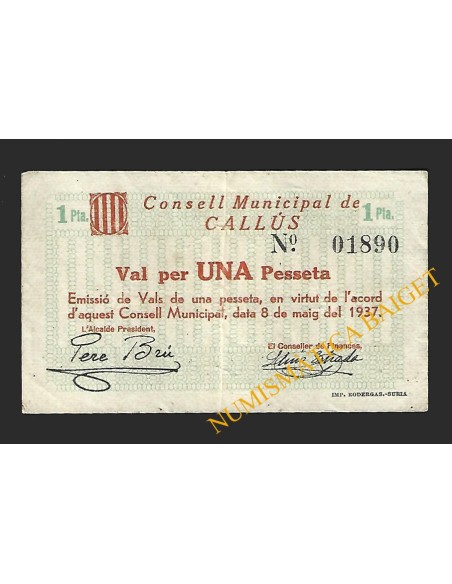 1 Pta. Consell Municipal de 1 Pta.
CALLÚS
Nº 01890
Val per UNA Pesseta
Emissió de Vals de una pesseta, en virtut de l'acord
d'aquest Consell Municipal, data 8 de maig del 1937.
L'Alcalde President,
El Conseller de Finances,
Pere Brú
IMP. RODERGAS.-SURIA
NUMISMATICA BAIGET